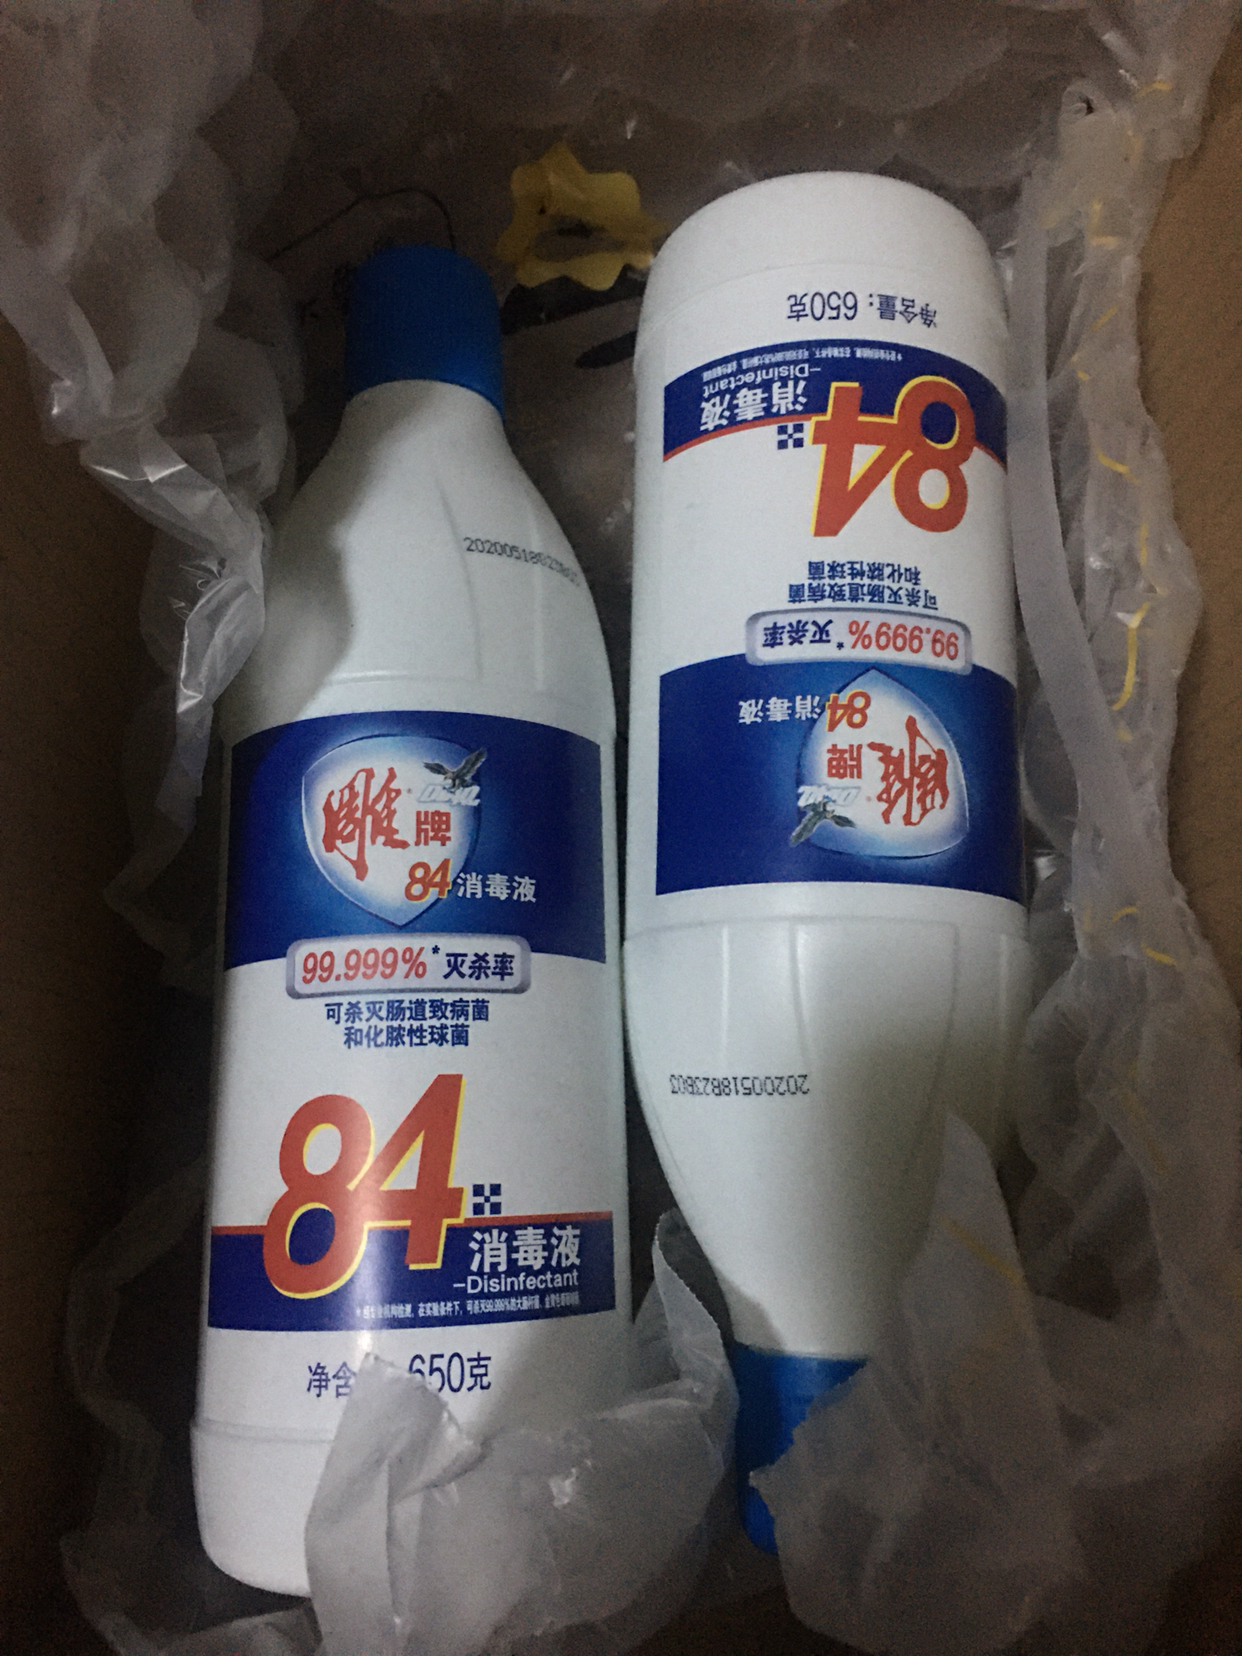 20200518B23B03
雕牌
84消毒液
99.999%*灭杀率
可杀灭肠道致病菌
和化脓性球菌
84
消毒液
-Disinfectant
净含 650克
20200518B23B03
雕牌
84消毒液
99.999%*灭杀率
可杀灭肠道致病菌
和化脓性球菌
84
消毒液
-Disinfectant
净含量：650克